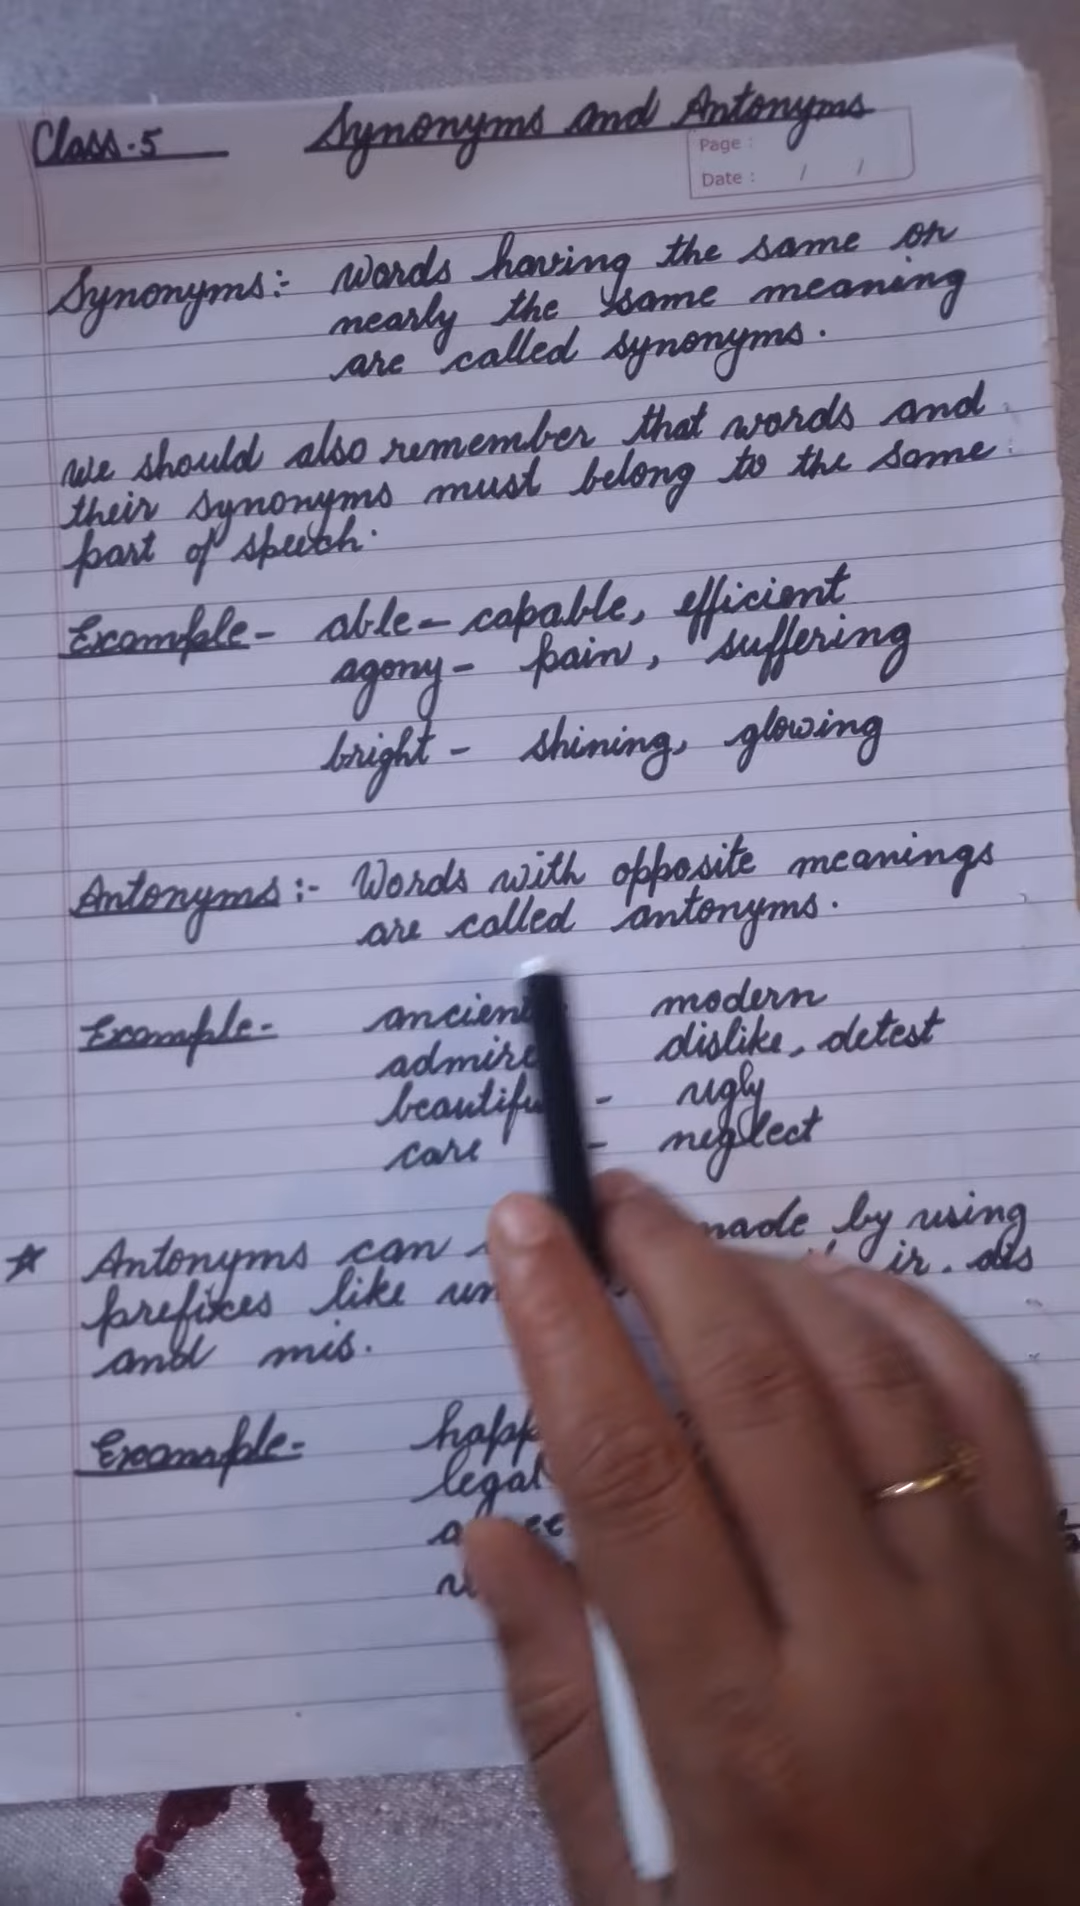 Class-5 Synonyms and Antonyms
Page :
Date : / /
Synonyms:- Words having the same or
nearly the same meaning
are called synonyms.
We should also remember that words and
their synonyms must belong to the same
part of speech.
Example- able- capable, efficient
agony- pain, suffering
bright- shining, glowing
Antonyms:- Words with opposite meanings
are called antonyms.
Example- modern
dislike, detest
- ugly
care - neglect
* Antonyms can made by using
prefixes like ir. dis
and mis.
Example-
legal